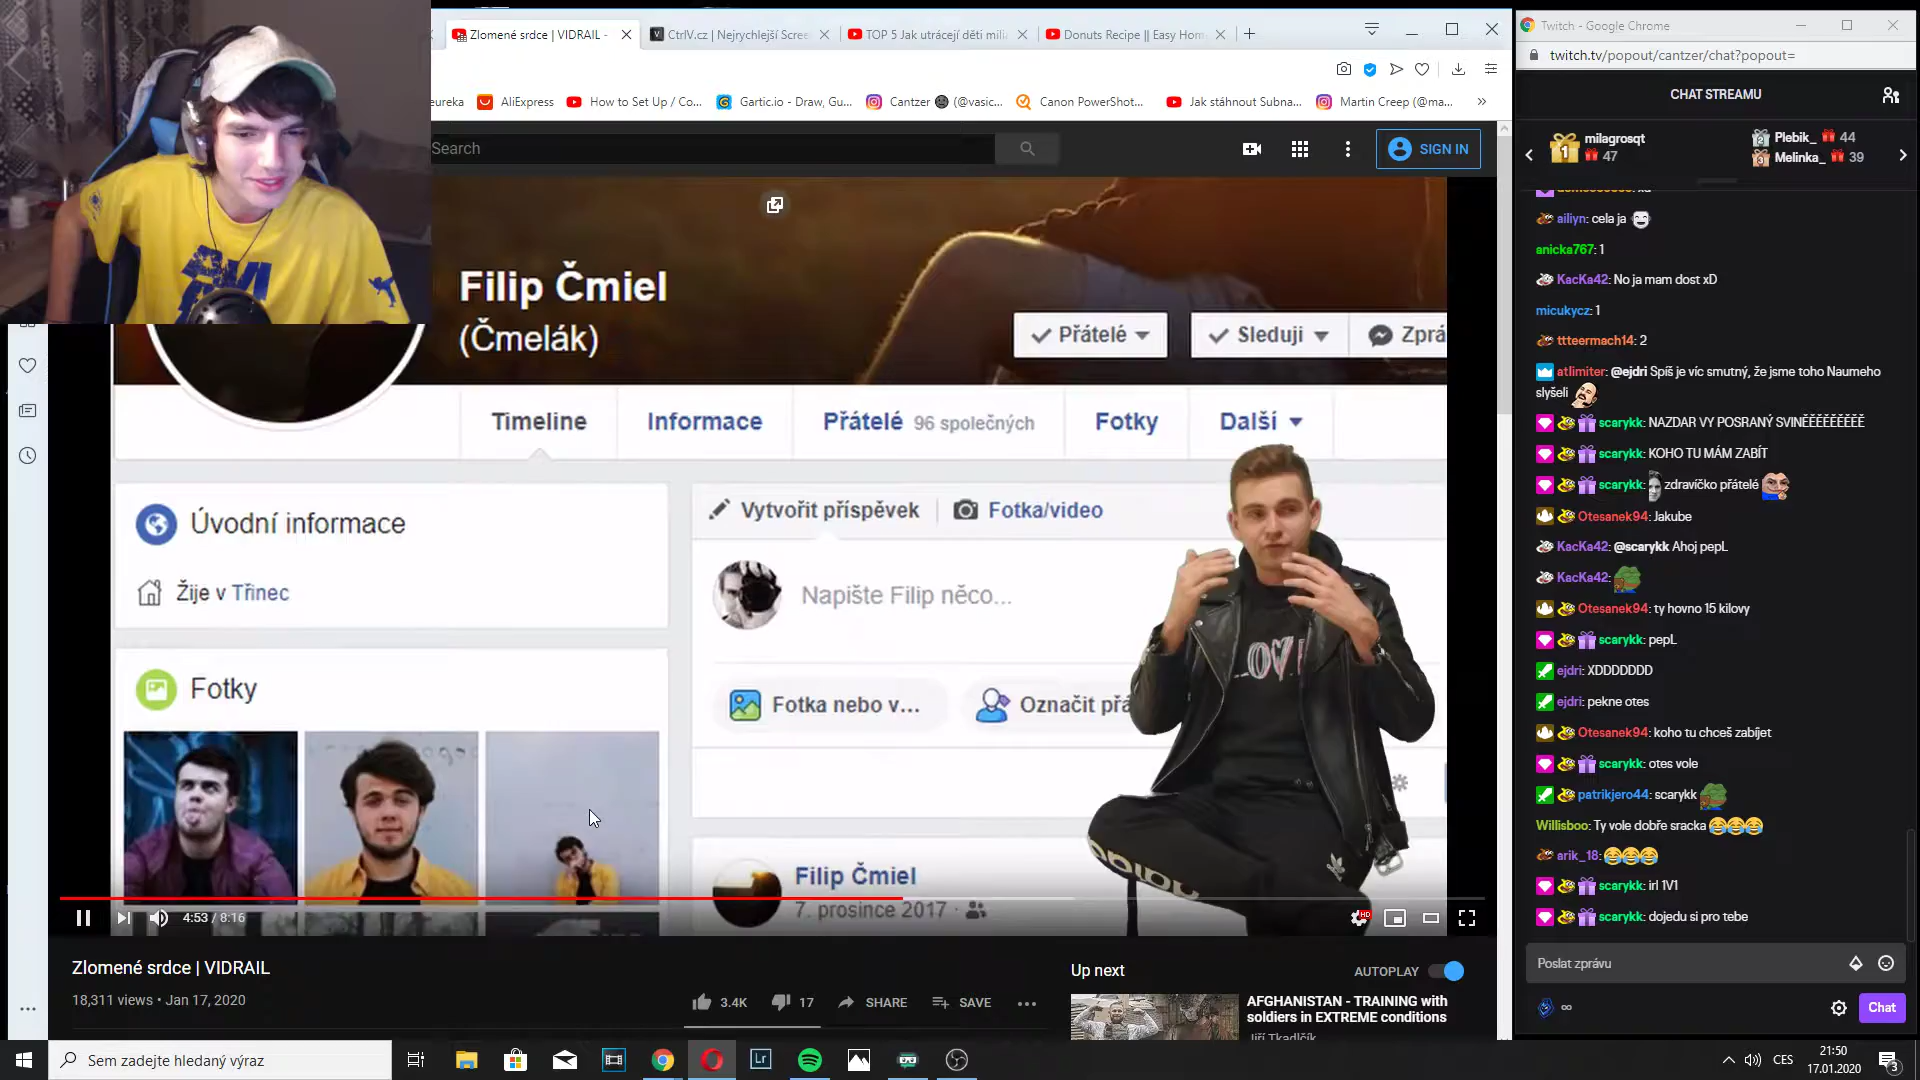 Zlomené srdce | VIDRAIL -
CtrlV.cz | Nejrychlejší Scree
TOP 5 Jak utrácejí děti mili
Donuts Recipe || Easy Hom
eureka
AliExpress
How to Set Up / Co...
Gartic.io - Draw, Gu...
Cantzer (@vasic...
Canon PowerShot...
Jak stáhnout Subna...
Martin Creep (@ma...
Search
SIGN IN
Filip Čmiel
(Čmelák)
Přátelé
Sleduji
Zprá
Timeline
Informace
Přátelé 96 společných
Fotky
Další
Úvodní informace
Žije v Třinec
Fotky
Vytvořit příspěvek
Fotka/video
Napište Filip něco...
Fotka nebo v...
Označit přá
Filip Čmiel
7. prosince 2017
4:53 / 8:16
HD
Zlomené srdce | VIDRAIL
18,311 views • Jan 17, 2020
3.4K
17
SHARE
SAVE
Up next
AUTOPLAY
AFGHANISTAN - TRAINING with
soldiers in EXTREME conditions
Jiří Tkadlčík
Twitch - Google Chrome
twitch.tv/popout/cantzer/chat?popout=
CHAT STREAMU
1
milagrosqt
47
2
Plebik_ 44
3
Melinka_ 39
ailiyn: cela ja
anicka767: 1
KacKa42: No ja mam dost xD
micukycz: 1
ttteermach14: 2
atlimiter: @ejdri Spíš je víc smutný, že jsme toho Naumeho
slyšeli
scarykk: NAZDAR VY POSRANÝ SVINĚĚĚĚĚĚĚĚĚ
scarykk: KOHO TU MÁM ZABÍT
scarykk: zdravíčko přátelé
Otesanek94: Jakube
KacKa42: @scarykk Ahoj pepL
KacKa42:
Otesanek94: ty hovno 15 kilovy
scarykk: pepL
ejdri: XDDDDDDD
ejdri: pekne otes
Otesanek94: koho tu chceš zabíjet
scarykk: otes vole
patrikjero44: scarykk
Willisboo: Ty vole dobře sracka
arik_18:
scarykk: irl 1V1
scarykk: dojedu si pro tebe
Poslat zprávu
∞
Chat
Sem zadejte hledaný výraz
Lr
CES
21:50
17.01.2020
3